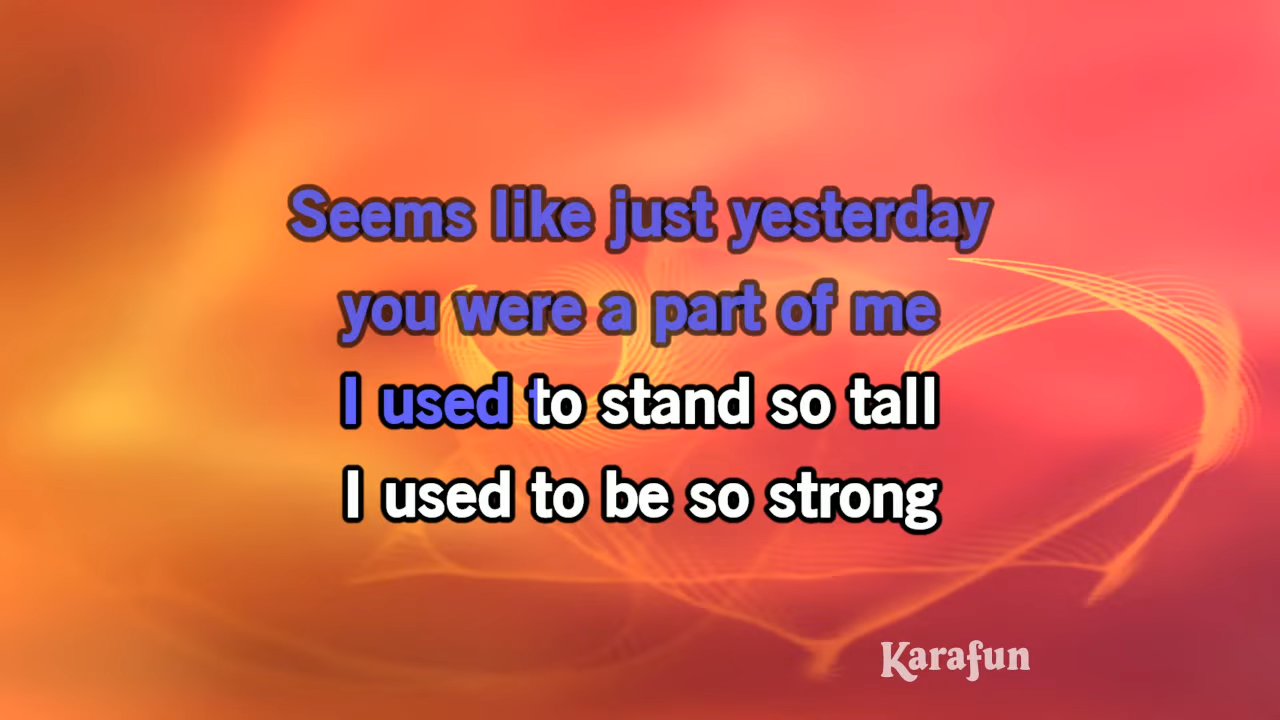 Seems like just yesterday
you were a part of me
I used to stand so tall
I used to be so strong
Karafun